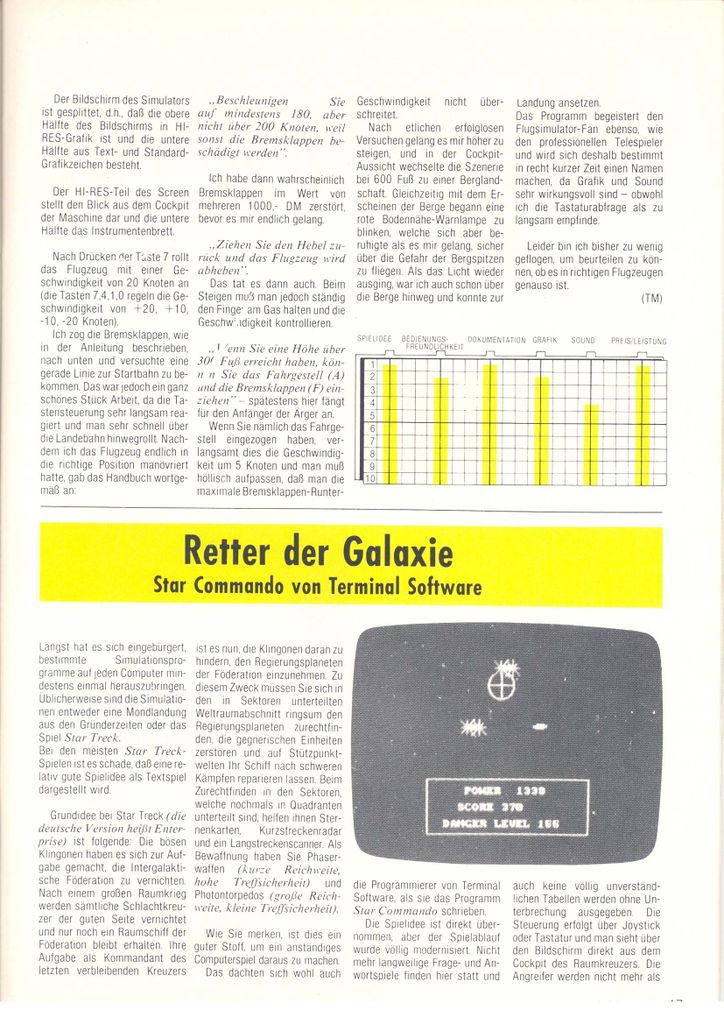 Der Bildschirm des Simulators
ist gesplittet, d.h., daß die obere
Hälfte des Bildschirms in HI-
RES-Grafik ist und die untere
Hälfte aus Text- und Standard-
Grafikzeichen besteht.
Der HI-RES-Teil des Screen
stellt den Blick aus dem Cockpit
der Maschine dar und die untere
Hälfte das Instrumentenbrett.
Nach Drücken der Taste 7 rollt
das Flugzeug mit einer Ge-
schwindigkeit von 20 Knoten an
(die Tasten 7,4,1,0 regeln die Ge-
schwindigkeit von +20, +10,
-10, -20 Knoten).
Ich zog die Bremsklappen, wie
in der Anleitung beschrieben,
nach unten und versuchte eine
gerade Linie zur Startbahn zu be-
kommen. Das war jedoch ein ganz
schönes Stück Arbeit, da die Ta-
stensteuerung sehr langsam rea-
giert und man sehr schnell über
die Landebahn hinwegrollt. Nach-
dem ich das Flugzeug endlich in
die richtige Position manövriert
hatte, gab das Handbuch wortge-
mäß an:
„Beschleunigen Sie
auf mindestens 180, aber
nicht über 200 Knoten, weil
sonst die Bremsklappen be-
schädigt werden".
Ich habe dann wahrscheinlich
Bremsklappen im Wert von
mehreren 1000,- DM zerstört,
bevor es mir endlich gelang.
„Ziehen Sie den Hebel zu-
rück und das Flugzeug wird
abheben".
Das tat es dann auch. Beim
Steigen muß man jedoch ständig
den Finger am Gas halten und die
Geschwindigkeit kontrollieren.
„Wenn Sie eine Höhe über
300 Fuß erreicht haben, kön-
n n Sie das Fahrgestell (A)
und die Bremsklappen (F) ein-
ziehen" – spätestens hier fängt
für den Anfänger der Ärger an.
Wenn Sie nämlich das Fahrge-
stell eingezogen haben, ver-
langsamt dies die Geschwindig-
keit um 5 Knoten und man muß
höllisch aufpassen, daß man die
maximale Bremsklappen-Runter-
Geschwindigkeit nicht über-
schreitet.
Nach etlichen erfolglosen
Versuchen gelang es mir höher zu
steigen, und in der Cockpit-
Aussicht wechselte die Szenerie
bei 600 Fuß zu einer Bergland-
schaft. Gleichzeitig mit dem Er-
scheinen der Berge begann eine
rote Bodennähe-Warnlampe zu
blinken, welche sich aber be-
ruhigte als es mir gelang, sicher
über die Gefahr der Bergspitzen
zu fliegen. Als das Licht wieder
ausging, war ich auch schon über
die Berge hinweg und konnte zur
Landung ansetzen.
Das Programm begeistert den
Flugsimulator-Fan ebenso, wie
den professionellen Telespieler
und wird sich deshalb bestimmt
in recht kurzer Zeit einen Namen
machen, da Grafik und Sound
sehr wirkungsvoll sind – obwohl
ich die Tastaturabfrage als zu
langsam empfinde.
Leider bin ich bisher zu wenig
geflogen, um beurteilen zu kön-
nen, ob es in richtigen Flugzeugen
genauso ist.
(TM)
SPIELIDEE BEDIENUNGS- DOKUMENTATION GRAFIK SOUND PREIS/LEISTUNG
FREUNDLICHKEIT
1
2
3
4
5
6
7
8
9
10
Retter der Galaxie
Star Commando von Terminal Software
Längst hat es sich eingebürgert,
bestimmte Simulationspro-
gramme auf jeden Computer min-
destens einmal herauszubringen.
Üblicherweise sind die Simulatio-
nen entweder eine Mondlandung
aus den Gründerzeiten oder das
Spiel Star Treck.
Bei den meisten Star Treck-
Spielen ist es schade, daß eine re-
lativ gute Spielidee als Textspiel
dargestellt wird.
Grundidee bei Star Treck (die
deutsche Version heißt Enter-
prise) ist folgende: Die bösen
Klingonen haben es sich zur Auf-
gabe gemacht, die Intergalakti-
sche Föderation zu vernichten.
Nach einem großen Raumkrieg
werden sämtliche Schlachtkreu-
zer der guten Seite vernichtet
und nur noch ein Raumschiff der
Föderation bleibt erhalten. Ihre
Aufgabe als Kommandant des
letzten verbleibenden Kreuzers
ist es nun, die Klingonen daran zu
hindern, den Regierungsplaneten
der Föderation einzunehmen. Zu
diesem Zweck müssen Sie sich in
den in Sektoren unterteilten
Weltraumabschnitt ringsum den
Regierungsplaneten zurechtfin-
den, die gegnerischen Einheiten
zerstören und auf Stützpunkt-
welten Ihr Schiff nach schweren
Kämpfen reparieren lassen. Beim
Zurechtfinden in den Sektoren,
welche nochmals in Quadranten
unterteilt sind, helfen ihnen Ster-
nenkarten, Kurzstreckenradar
und ein Langstreckenscanner. Als
Bewaffnung haben Sie Phaser-
waffen (kurze Reichweite,
hohe Treffsicherheit) und
Photontorpedos (große Reich-
weite, kleine Treffsicherheit).
Wie Sie merken, ist dies ein
guter Stoff, um ein anständiges
Computerspiel daraus zu machen.
Das dachten sich wohl auch
POWER 1339
SCORE 370
DANGER LEVEL 156
die Programmierer von Terminal
Software, als sie das Programm
Star Commando schrieben.
Die Spielidee ist direkt über-
nommen, aber der Spielablauf
wurde völlig modernisiert. Nicht
mehr langweilige Frage- und An-
wortspiele finden hier statt und
auch keine völlig unverständ-
lichen Tabellen werden ohne Un-
terbrechung ausgegeben. Die
Steuerung erfolgt über Joystick
oder Tastatur und man sieht über
den Bildschirm direkt aus dem
Cockpit des Raumkreuzers. Die
Angreifer werden nicht mehr als